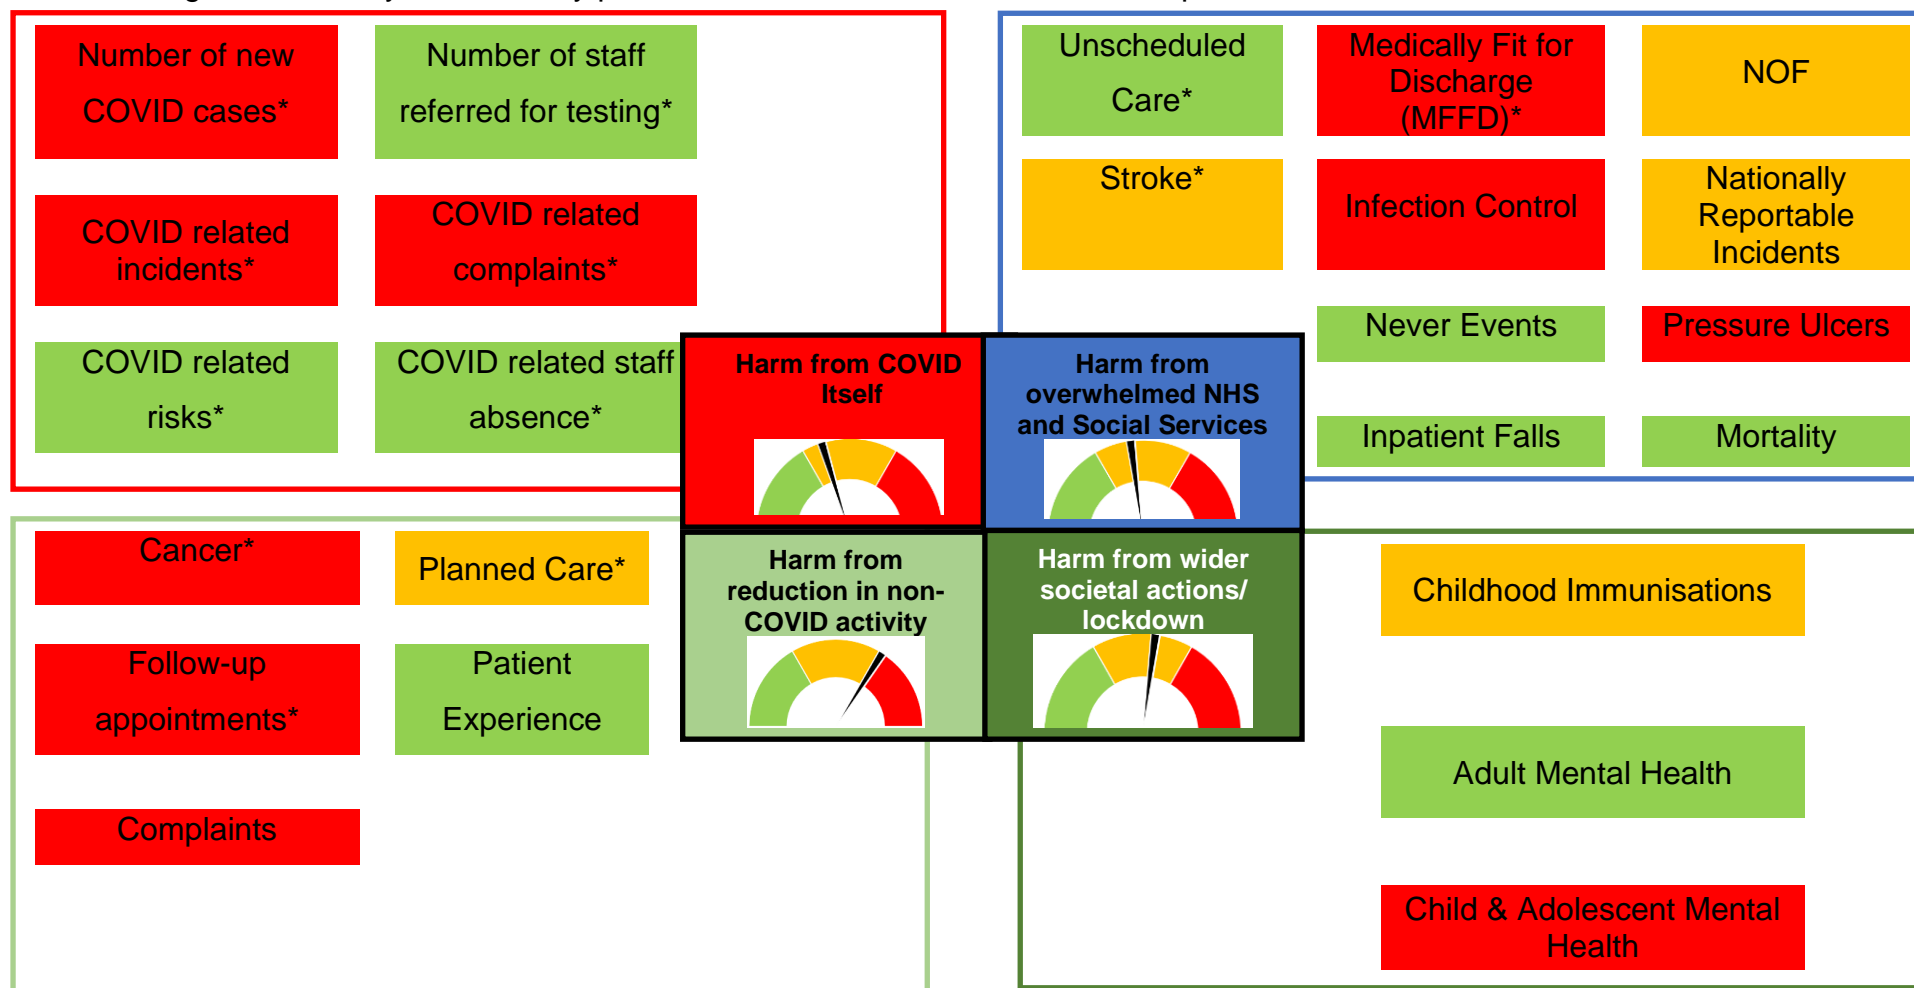 Number of new
COVID cases*
Number of staff
referred for testing*
COVID related
incidents*
COVID related
complaints*
COVID related
risks*
COVID related staff
absence*
Unscheduled
Care*
Medically Fit for
Discharge
(MFFD)*
NOF
Stroke*
Infection Control
Nationally
Reportable
Incidents
Never Events
Pressure Ulcers
Inpatient Falls
Mortality
Harm from COVID
Itself
Harm from
overwhelmed NHS
and Social Services
Harm from
reduction in non-
COVID activity
Harm from wider
societal actions/
lockdown
Cancer*
Planned Care*
Follow-up
appointments*
Patient
Experience
Complaints
Childhood Immunisations
Adult Mental Health
Child & Adolescent Mental
Health